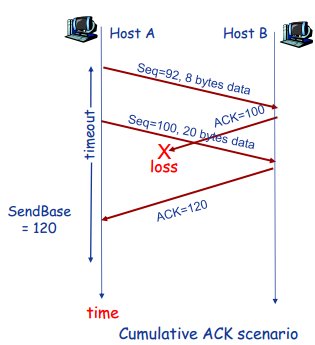 Host A
Host B
Seq=92, 8 bytes data
ACK=100
timeout
Seq=100, 20 bytes data
X
loss
ACK=120
SendBase
= 120
time
Cumulative ACK scenario